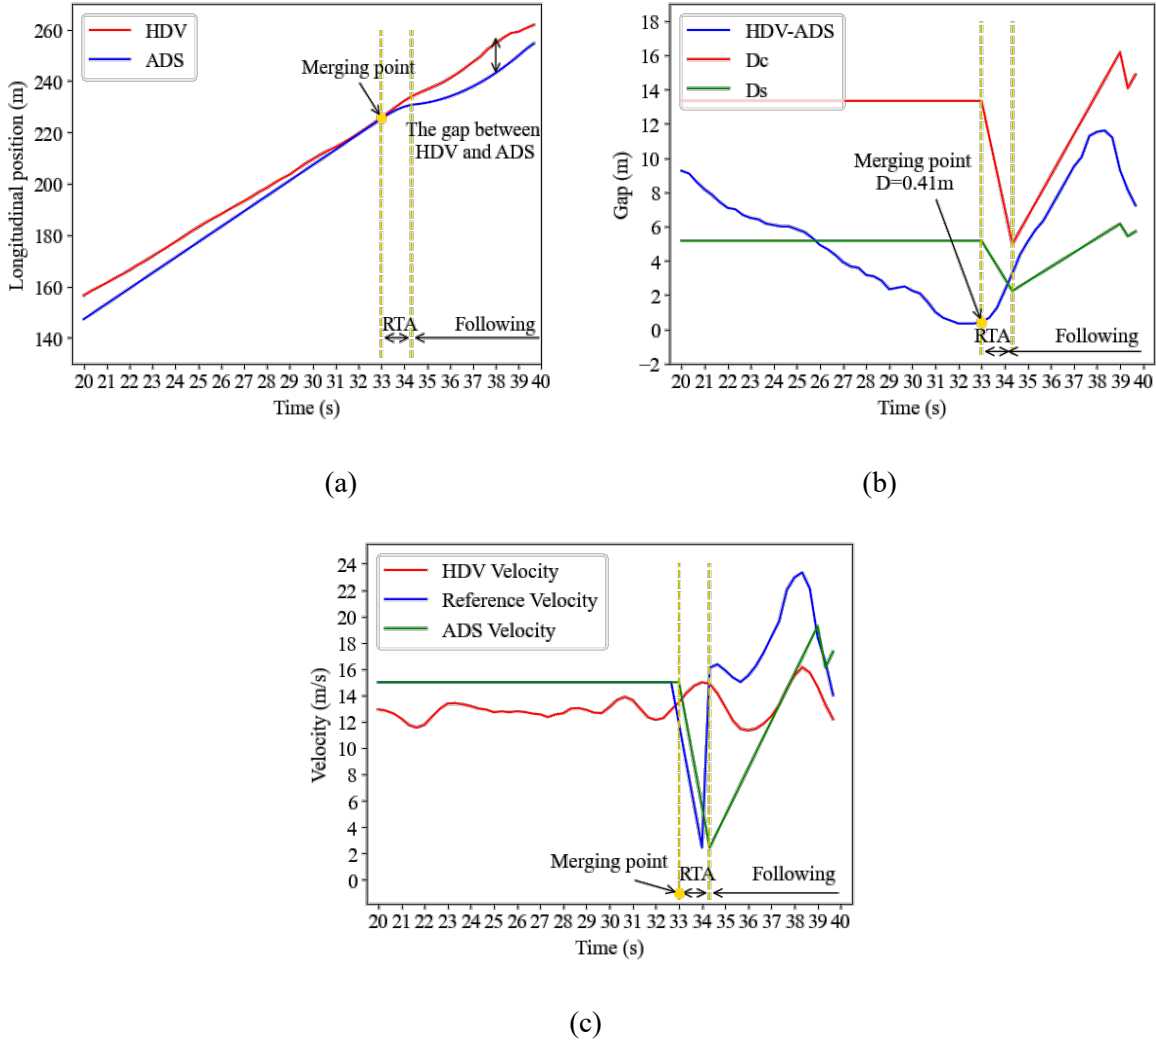 HDV
ADS
Merging point
The gap between
HDV and ADS
RTA
Following
Longitudinal position (m)
260
240
220
200
180
160
140
20 21 22 23 24 25 26 27 28 29 30 31 32 33 34 35 36 37 38 39 40
Time (s)
(a)
HDV-ADS
Dc
Ds
Merging point
D=0.41m
RTA
Following
Gap (m)
18
16
14
12
10
8
6
4
2
0
−2
20 21 22 23 24 25 26 27 28 29 30 31 32 33 34 35 36 37 38 39 40
Time (s)
(b)
HDV Velocity
Reference Velocity
ADS Velocity
Merging point
RTA
Following
Velocity (m/s)
24
22
20
18
16
14
12
10
8
6
4
2
0
20 21 22 23 24 25 26 27 28 29 30 31 32 33 34 35 36 37 38 39 40
Time (s)
(c)